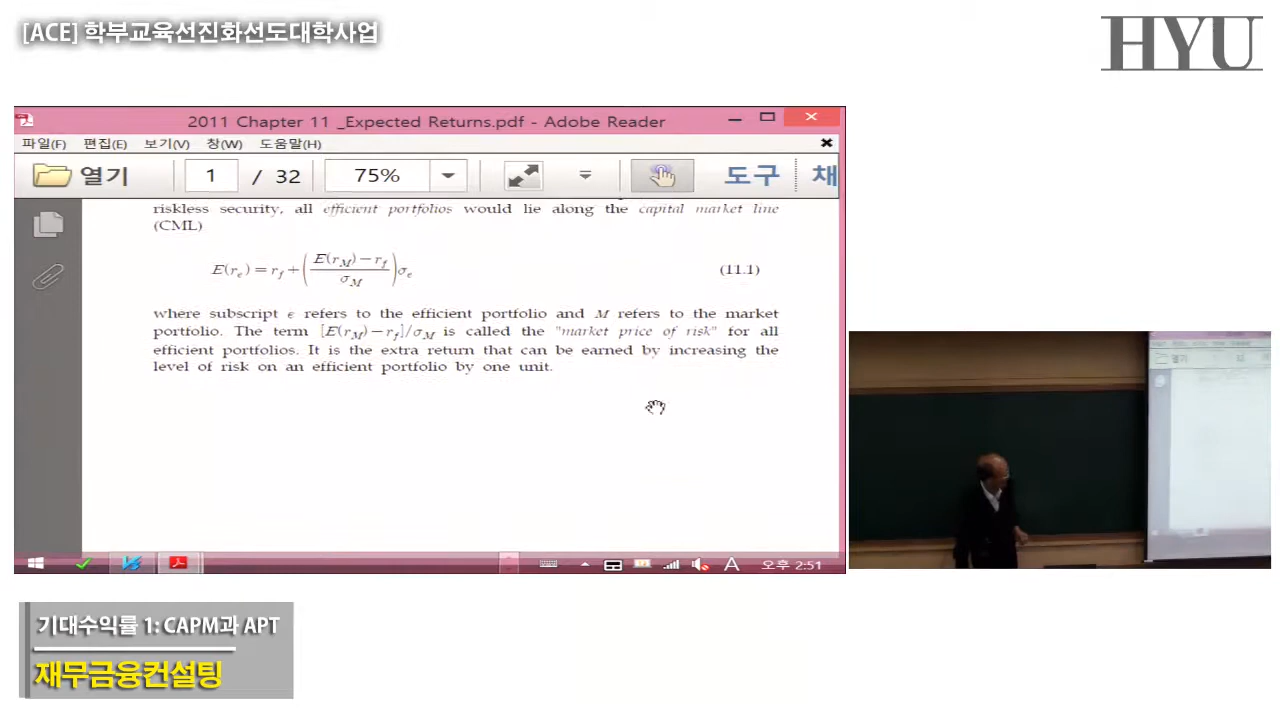 [ACE] 학부교육선진화선도대학사업
HYU
2011 Chapter 11 _Expected Returns.pdf - Adobe Reader
파일(F) 편집(E) 보기(V) 창(W) 도움말(H)
열기 1 / 32 75% 도구 채
riskless security, all efficient portfolios would lie along the capital market line
(CML)
E(r_e) = r_f + ( (E(r_M) − r_f) / σ_M ) σ_e (11.1)
where subscript e refers to the efficient portfolio and M refers to the market
portfolio. The term [E(r_M) − r_f]/σ_M is called the "market price of risk" for all
efficient portfolios. It is the extra return that can be earned by increasing the
level of risk on an efficient portfolio by one unit.
열기
A 오후 2:51
기대수익률 1: CAPM과 APT
재무금융컨설팅